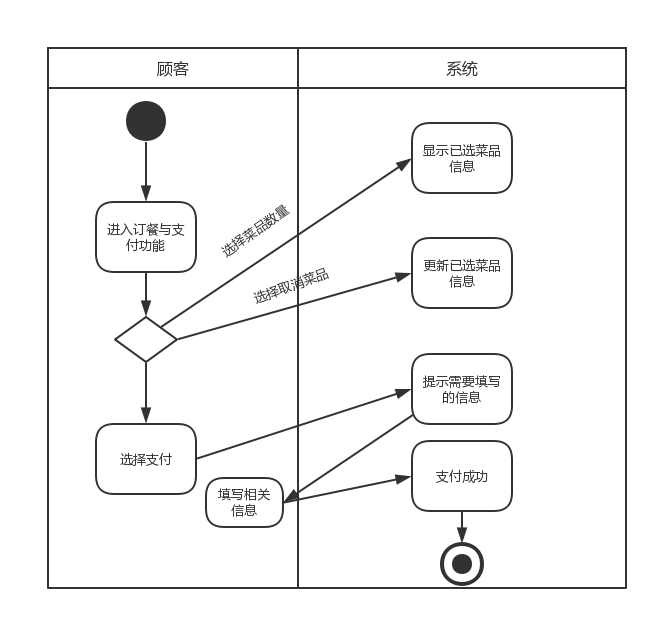 顾客
系统
显示已选菜品
信息
进入订餐与支
付功能
选择菜品数量
更新已选菜品
信息
选择取消菜品
提示需要填写
的信息
选择支付
支付成功
填写相关
信息